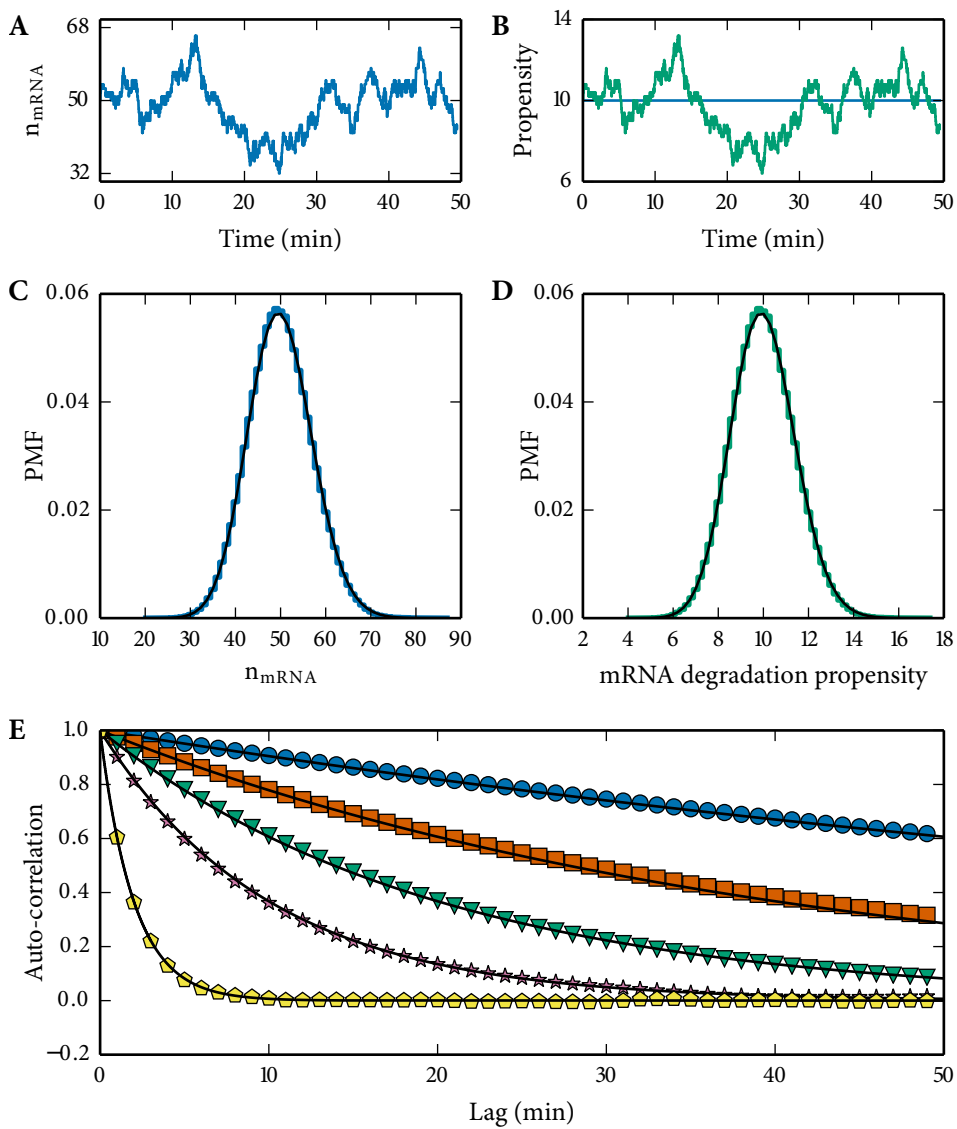 A
n_mRNA
68
50
32
0 10 20 30 40 50
Time (min)
B
Propensity
14
10
6
0 10 20 30 40 50
Time (min)
C
PMF
0.06
0.04
0.02
0.00
10 20 30 40 50 60 70 80 90
n_mRNA
D
PMF
0.06
0.04
0.02
0.00
2 4 6 8 10 12 14 16 18
mRNA degradation propensity
E
Auto-correlation
1.0
0.8
0.6
0.4
0.2
0.0
−0.2
0 10 20 30 40 50
Lag (min)